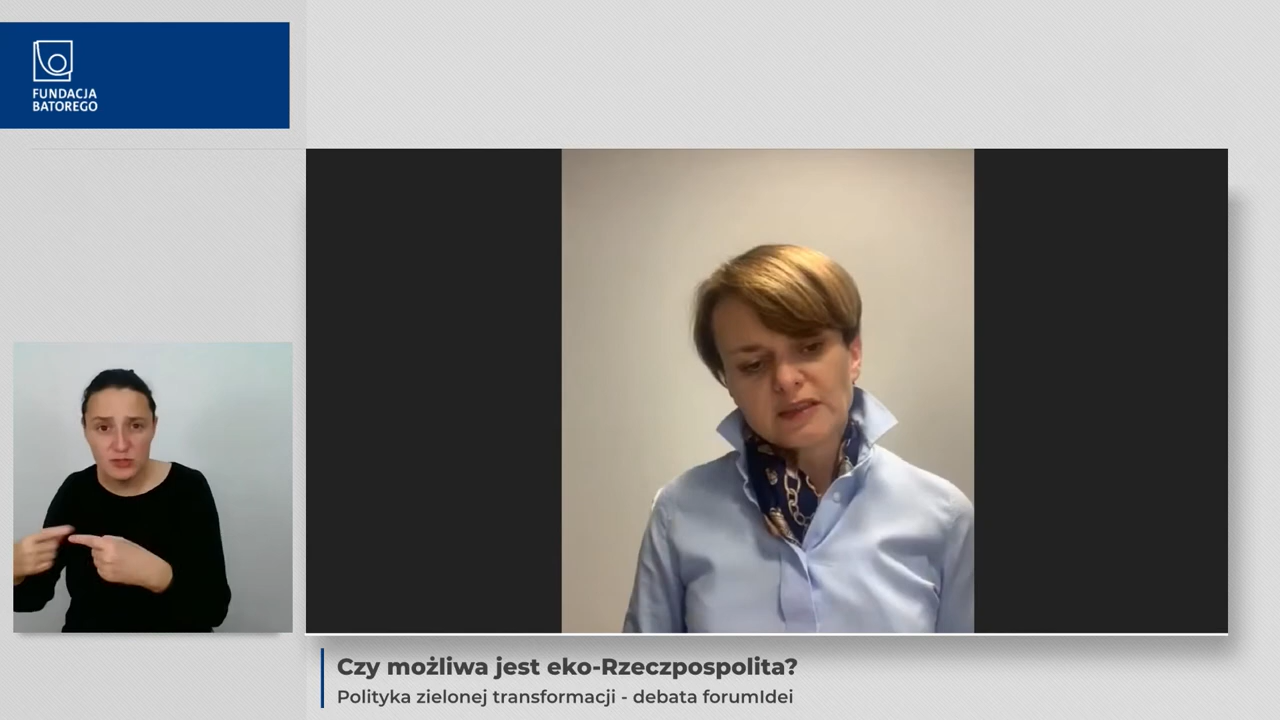 FUNDACJA
BATOREGO
Czy możliwa jest eko-Rzeczpospolita?
Polityka zielonej transformacji - debata forumIdei